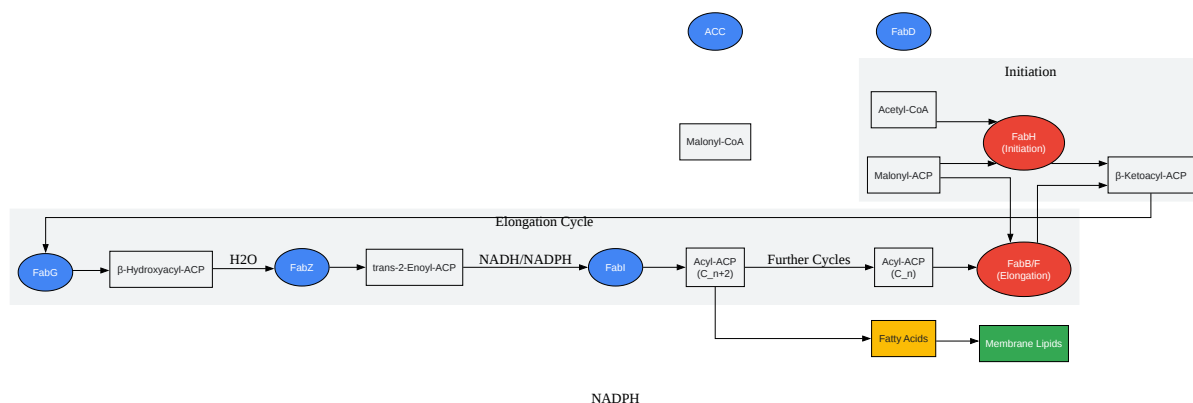 ACC
FabD
Initiation
Acetyl-CoA
FabH
(Initiation)
Malonyl-CoA
Malonyl-ACP
β-Ketoacyl-ACP
Elongation Cycle
FabG
β-Hydroxyacyl-ACP
H2O
FabZ
trans-2-Enoyl-ACP
NADH/NADPH
FabI
Acyl-ACP
(C_n+2)
Further Cycles
Acyl-ACP
(C_n)
FabB/F
(Elongation)
Fatty Acids
Membrane Lipids
NADPH